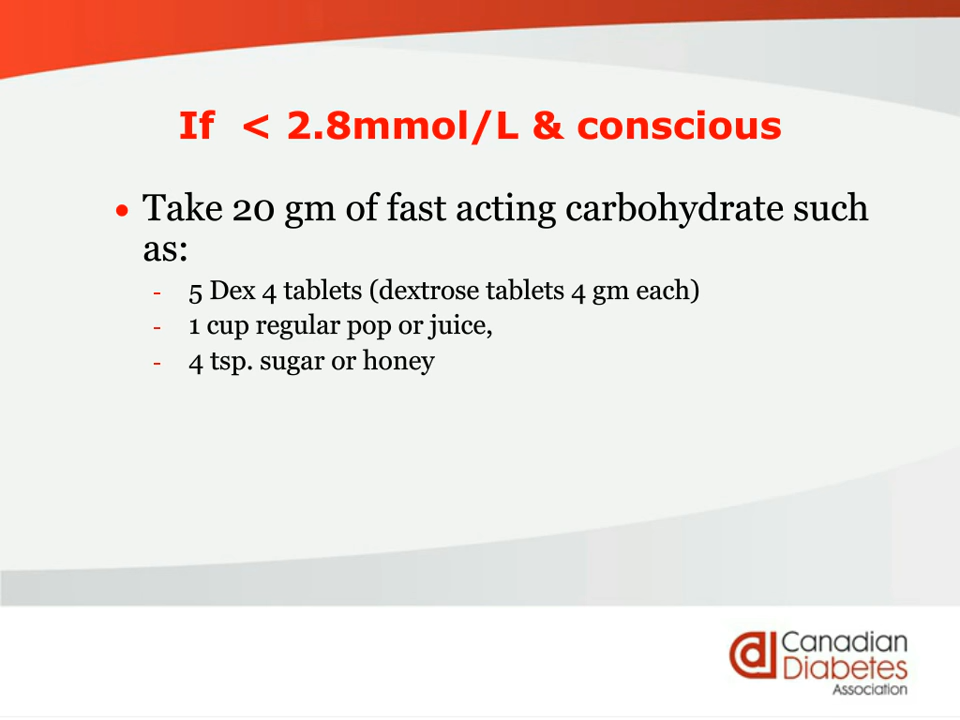 If < 2.8mmol/L & conscious
• Take 20 gm of fast acting carbohydrate such
as:
- 5 Dex 4 tablets (dextrose tablets 4 gm each)
- 1 cup regular pop or juice,
- 4 tsp. sugar or honey
Canadian
Diabetes
Association